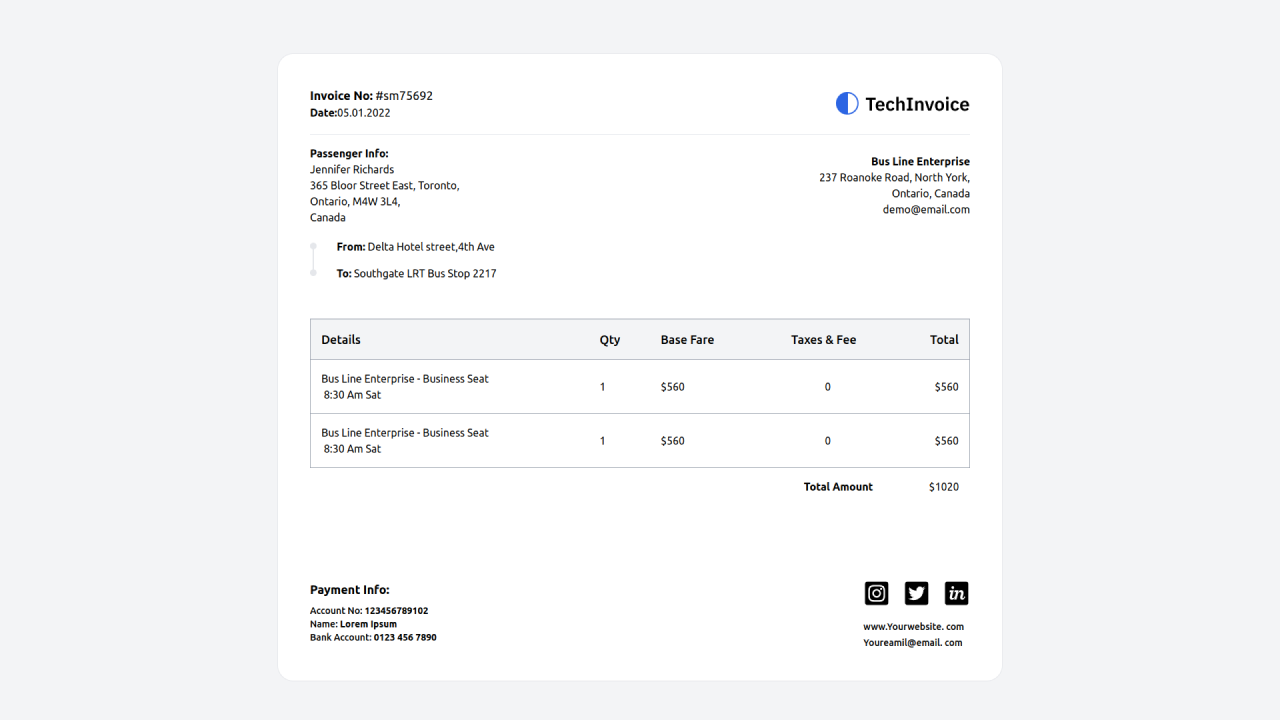 Invoice No: #sm75692
Date:05.01.2022
TechInvoice
Passenger Info:
Jennifer Richards
365 Bloor Street East, Toronto,
Ontario, M4W 3L4,
Canada
Bus Line Enterprise
237 Roanoke Road, North York,
Ontario, Canada
demo@email.com
From: Delta Hotel street,4th Ave
To: Southgate LRT Bus Stop 2217
Details Qty Base Fare Taxes & Fee Total
Bus Line Enterprise - Business Seat
8:30 Am Sat
1 $560 0 $560
Bus Line Enterprise - Business Seat
8:30 Am Sat
1 $560 0 $560
Total Amount $1020
Payment Info:
Account No: 123456789102
Name: Lorem Ipsum
Bank Account: 0123 456 7890
in
www.Yourwebsite. com
Youreamil@email. com